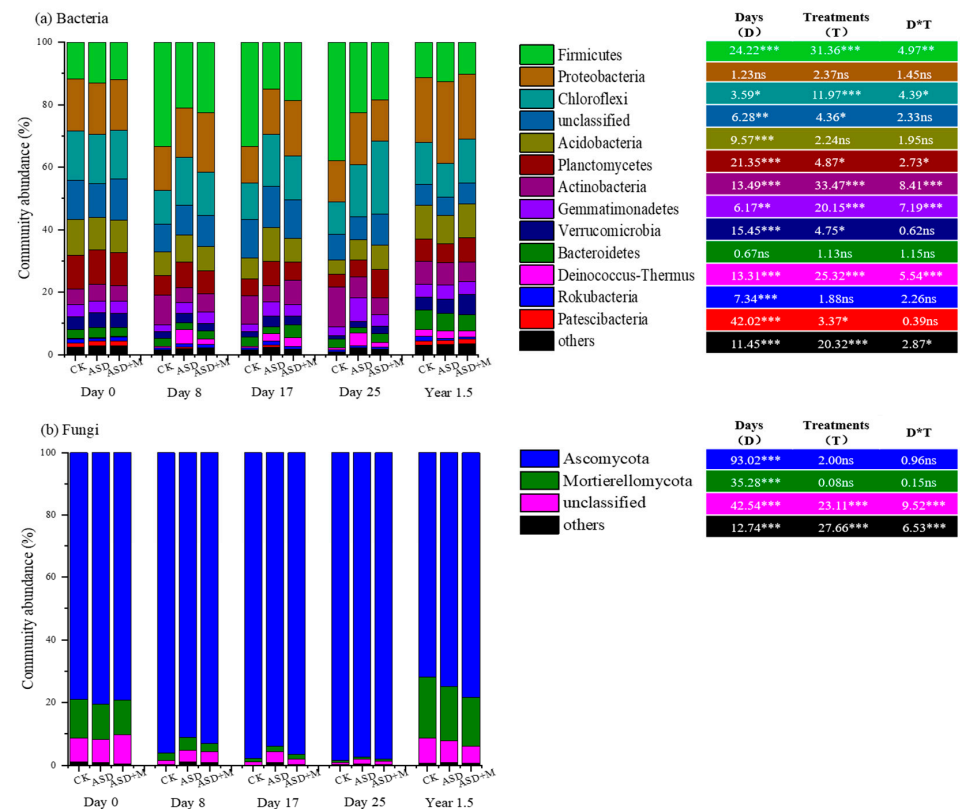 (a) Bacteria
Community abundance (%)
100
80
60
40
20
0
CK ASD ASD+M CK ASD ASD+M CK ASD ASD+M CK ASD ASD+M CK ASD ASD+M
Day 0 Day 8 Day 17 Day 25 Year 1.5
Firmicutes
Proteobacteria
Chloroflexi
unclassified
Acidobacteria
Planctomycetes
Actinobacteria
Gemmatimonadetes
Verrucomicrobia
Bacteroidetes
Deinococcus-Thermus
Rokubacteria
Patescibacteria
others
Days Treatments D*T
(D) (T)
24.22*** 31.36*** 4.97**
1.23ns 2.37ns 1.45ns
3.59* 11.97*** 4.39*
6.28** 4.36* 2.33ns
9.57*** 2.24ns 1.95ns
21.35*** 4.87* 2.73*
13.49*** 33.47*** 8.41***
6.17** 20.15*** 7.19***
15.45*** 4.75* 0.62ns
0.67ns 1.13ns 1.15ns
13.31*** 25.32*** 5.54***
7.34*** 1.88ns 2.26ns
42.02*** 3.37* 0.39ns
11.45*** 20.32*** 2.87*
(b) Fungi
Community abundance (%)
100
80
60
40
20
0
CK ASD ASD+M CK ASD ASD+M CK ASD ASD+M CK ASD ASD+M CK ASD ASD+M
Day 0 Day 8 Day 17 Day 25 Year 1.5
Ascomycota
Mortierellomycota
unclassified
others
Days Treatments D*T
(D) (T)
93.02*** 2.00ns 0.96ns
35.28*** 0.08ns 0.15ns
42.54*** 23.11*** 9.52***
12.74*** 27.66*** 6.53***